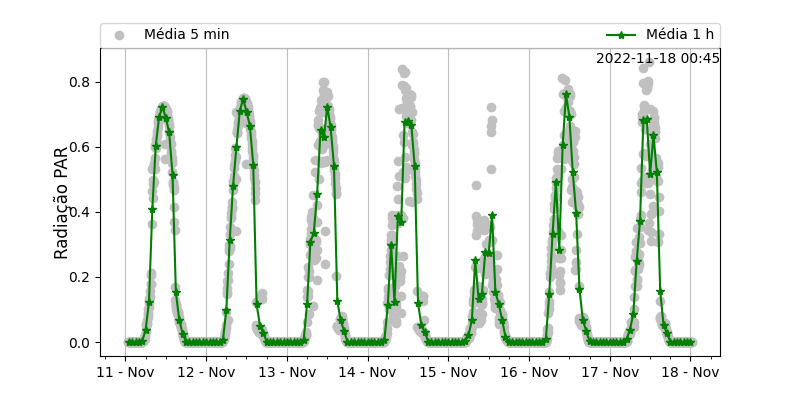 Média 5 min
Média 1 h
2022-11-18 00:45
Radiação PAR
0.8
0.6
0.4
0.2
0.0
11 - Nov
12 - Nov
13 - Nov
14 - Nov
15 - Nov
16 - Nov
17 - Nov
18 - Nov